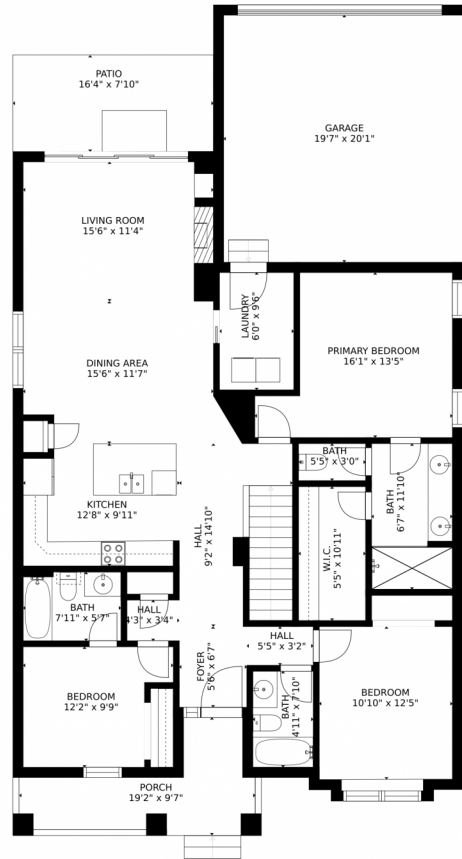 PATIO
16'4" x 7'10"
GARAGE
19'7" x 20'1"
LIVING ROOM
15'6" x 11'4"
LAUNDRY
6'0" x 9'6"
DINING AREA
15'6" x 11'7"
PRIMARY BEDROOM
16'1" x 13'5"
BATH
5'5" x 3'0"
BATH
6'7" x 11'10"
KITCHEN
12'8" x 9'11"
HALL
9'2" x 14'10"
W.I.C.
5'5" x 10'11"
BATH
7'11" x 5'7"
HALL
4'3" x 3'4"
HALL
5'5" x 3'2"
FOYER
5'6" x 6'7"
BEDROOM
12'2" x 9'9"
BATH
4'11" x 7'10"
BEDROOM
10'10" x 12'5"
PORCH
19'2" x 9'7"